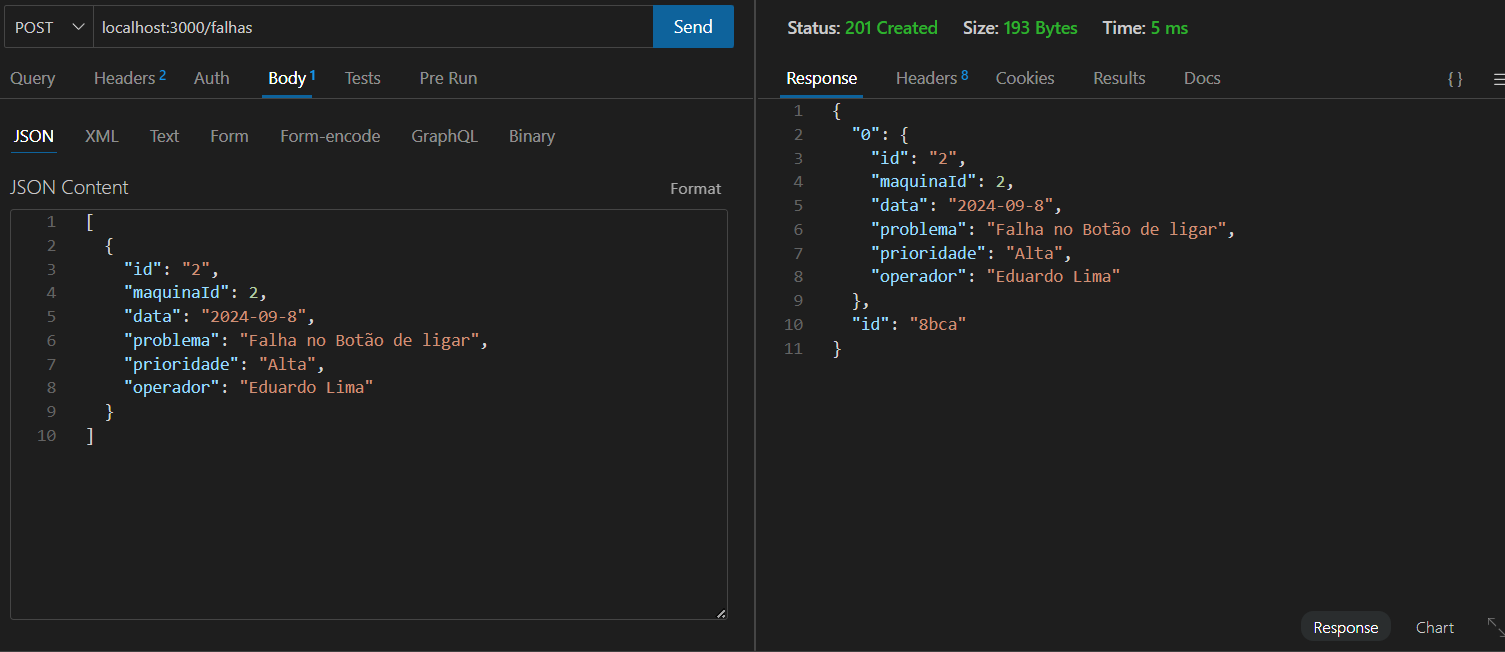 POST localhost:3000/falhas Send
Query Headers 2 Auth Body 1 Tests Pre Run
JSON XML Text Form Form-encode GraphQL Binary
JSON Content Format
1 [
2 {
3 "id": "2",
4 "maquinaId": 2,
5 "data": "2024-09-8",
6 "problema": "Falha no Botão de ligar",
7 "prioridade": "Alta",
8 "operador": "Eduardo Lima"
9 }
10 ]
Status: 201 Created Size: 193 Bytes Time: 5 ms
Response Headers 8 Cookies Results Docs { }
1 {
2 "0": {
3 "id": "2",
4 "maquinaId": 2,
5 "data": "2024-09-8",
6 "problema": "Falha no Botão de ligar",
7 "prioridade": "Alta",
8 "operador": "Eduardo Lima"
9 },
10 "id": "8bca"
11 }
Response Chart